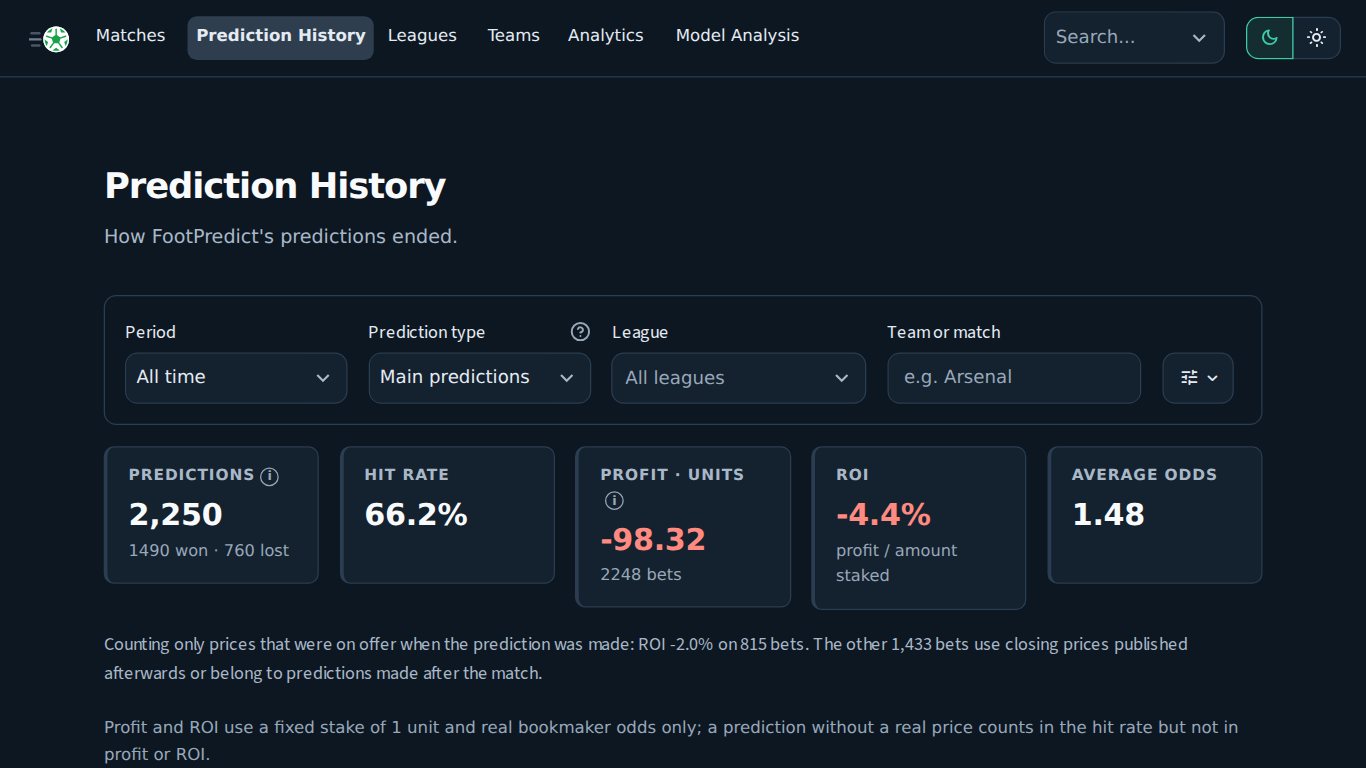 Matches Prediction History Leagues Teams Analytics Model Analysis Search...
Prediction History
How FootPredict's predictions ended.
Period Prediction type League Team or match
All time Main predictions All leagues e.g. Arsenal
PREDICTIONS
2,250
1490 won · 760 lost
HIT RATE
66.2%
PROFIT · UNITS
-98.32
2248 bets
ROI
-4.4%
profit / amount
staked
AVERAGE ODDS
1.48
Counting only prices that were on offer when the prediction was made: ROI -2.0% on 815 bets. The other 1,433 bets use closing prices published
afterwards or belong to predictions made after the match.
Profit and ROI use a fixed stake of 1 unit and real bookmaker odds only; a prediction without a real price counts in the hit rate but not in
profit or ROI.